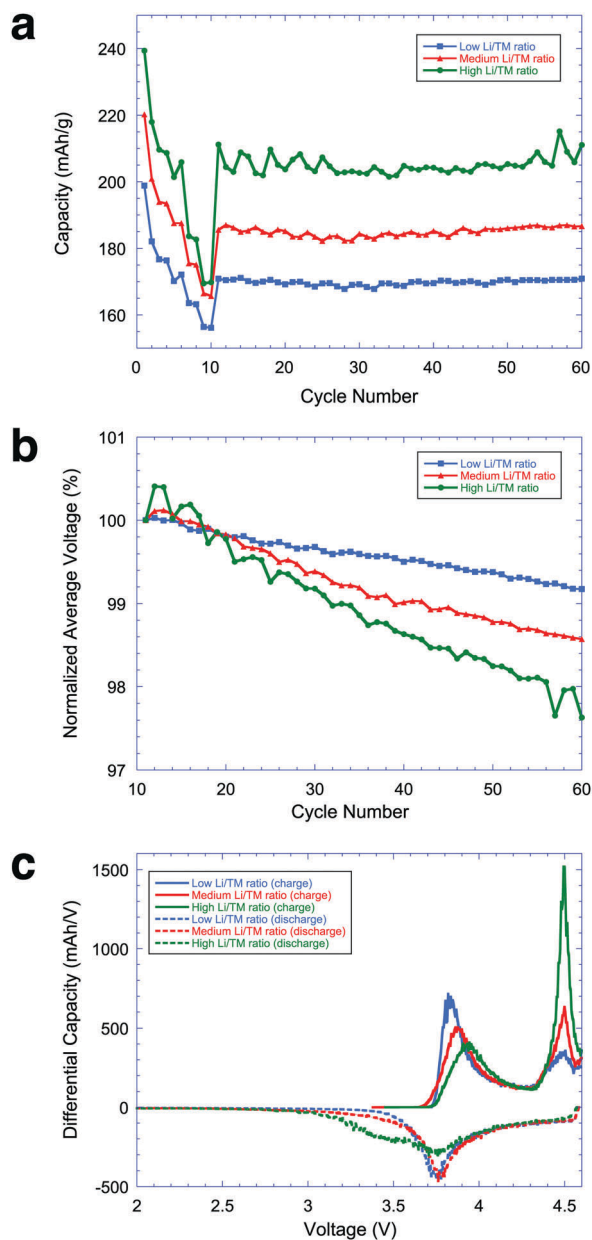 a
240
220
200
180
160
Capacity (mAh/g)
Low Li/TM ratio
Medium Li/TM ratio
High Li/TM ratio
0 10 20 30 40 50 60
Cycle Number
b
101
100
99
98
97
Normalized Average Voltage (%)
Low Li/TM ratio
Medium Li/TM ratio
High Li/TM ratio
10 20 30 40 50 60
Cycle Number
c
1500
1000
500
0
-500
Differential Capacity (mAh/V)
Low Li/TM ratio (charge)
Medium Li/TM ratio (charge)
High Li/TM ratio (charge)
Low Li/TM ratio (discharge)
Medium Li/TM ratio (discharge)
High Li/TM ratio (discharge)
2 2.5 3 3.5 4 4.5
Voltage (V)